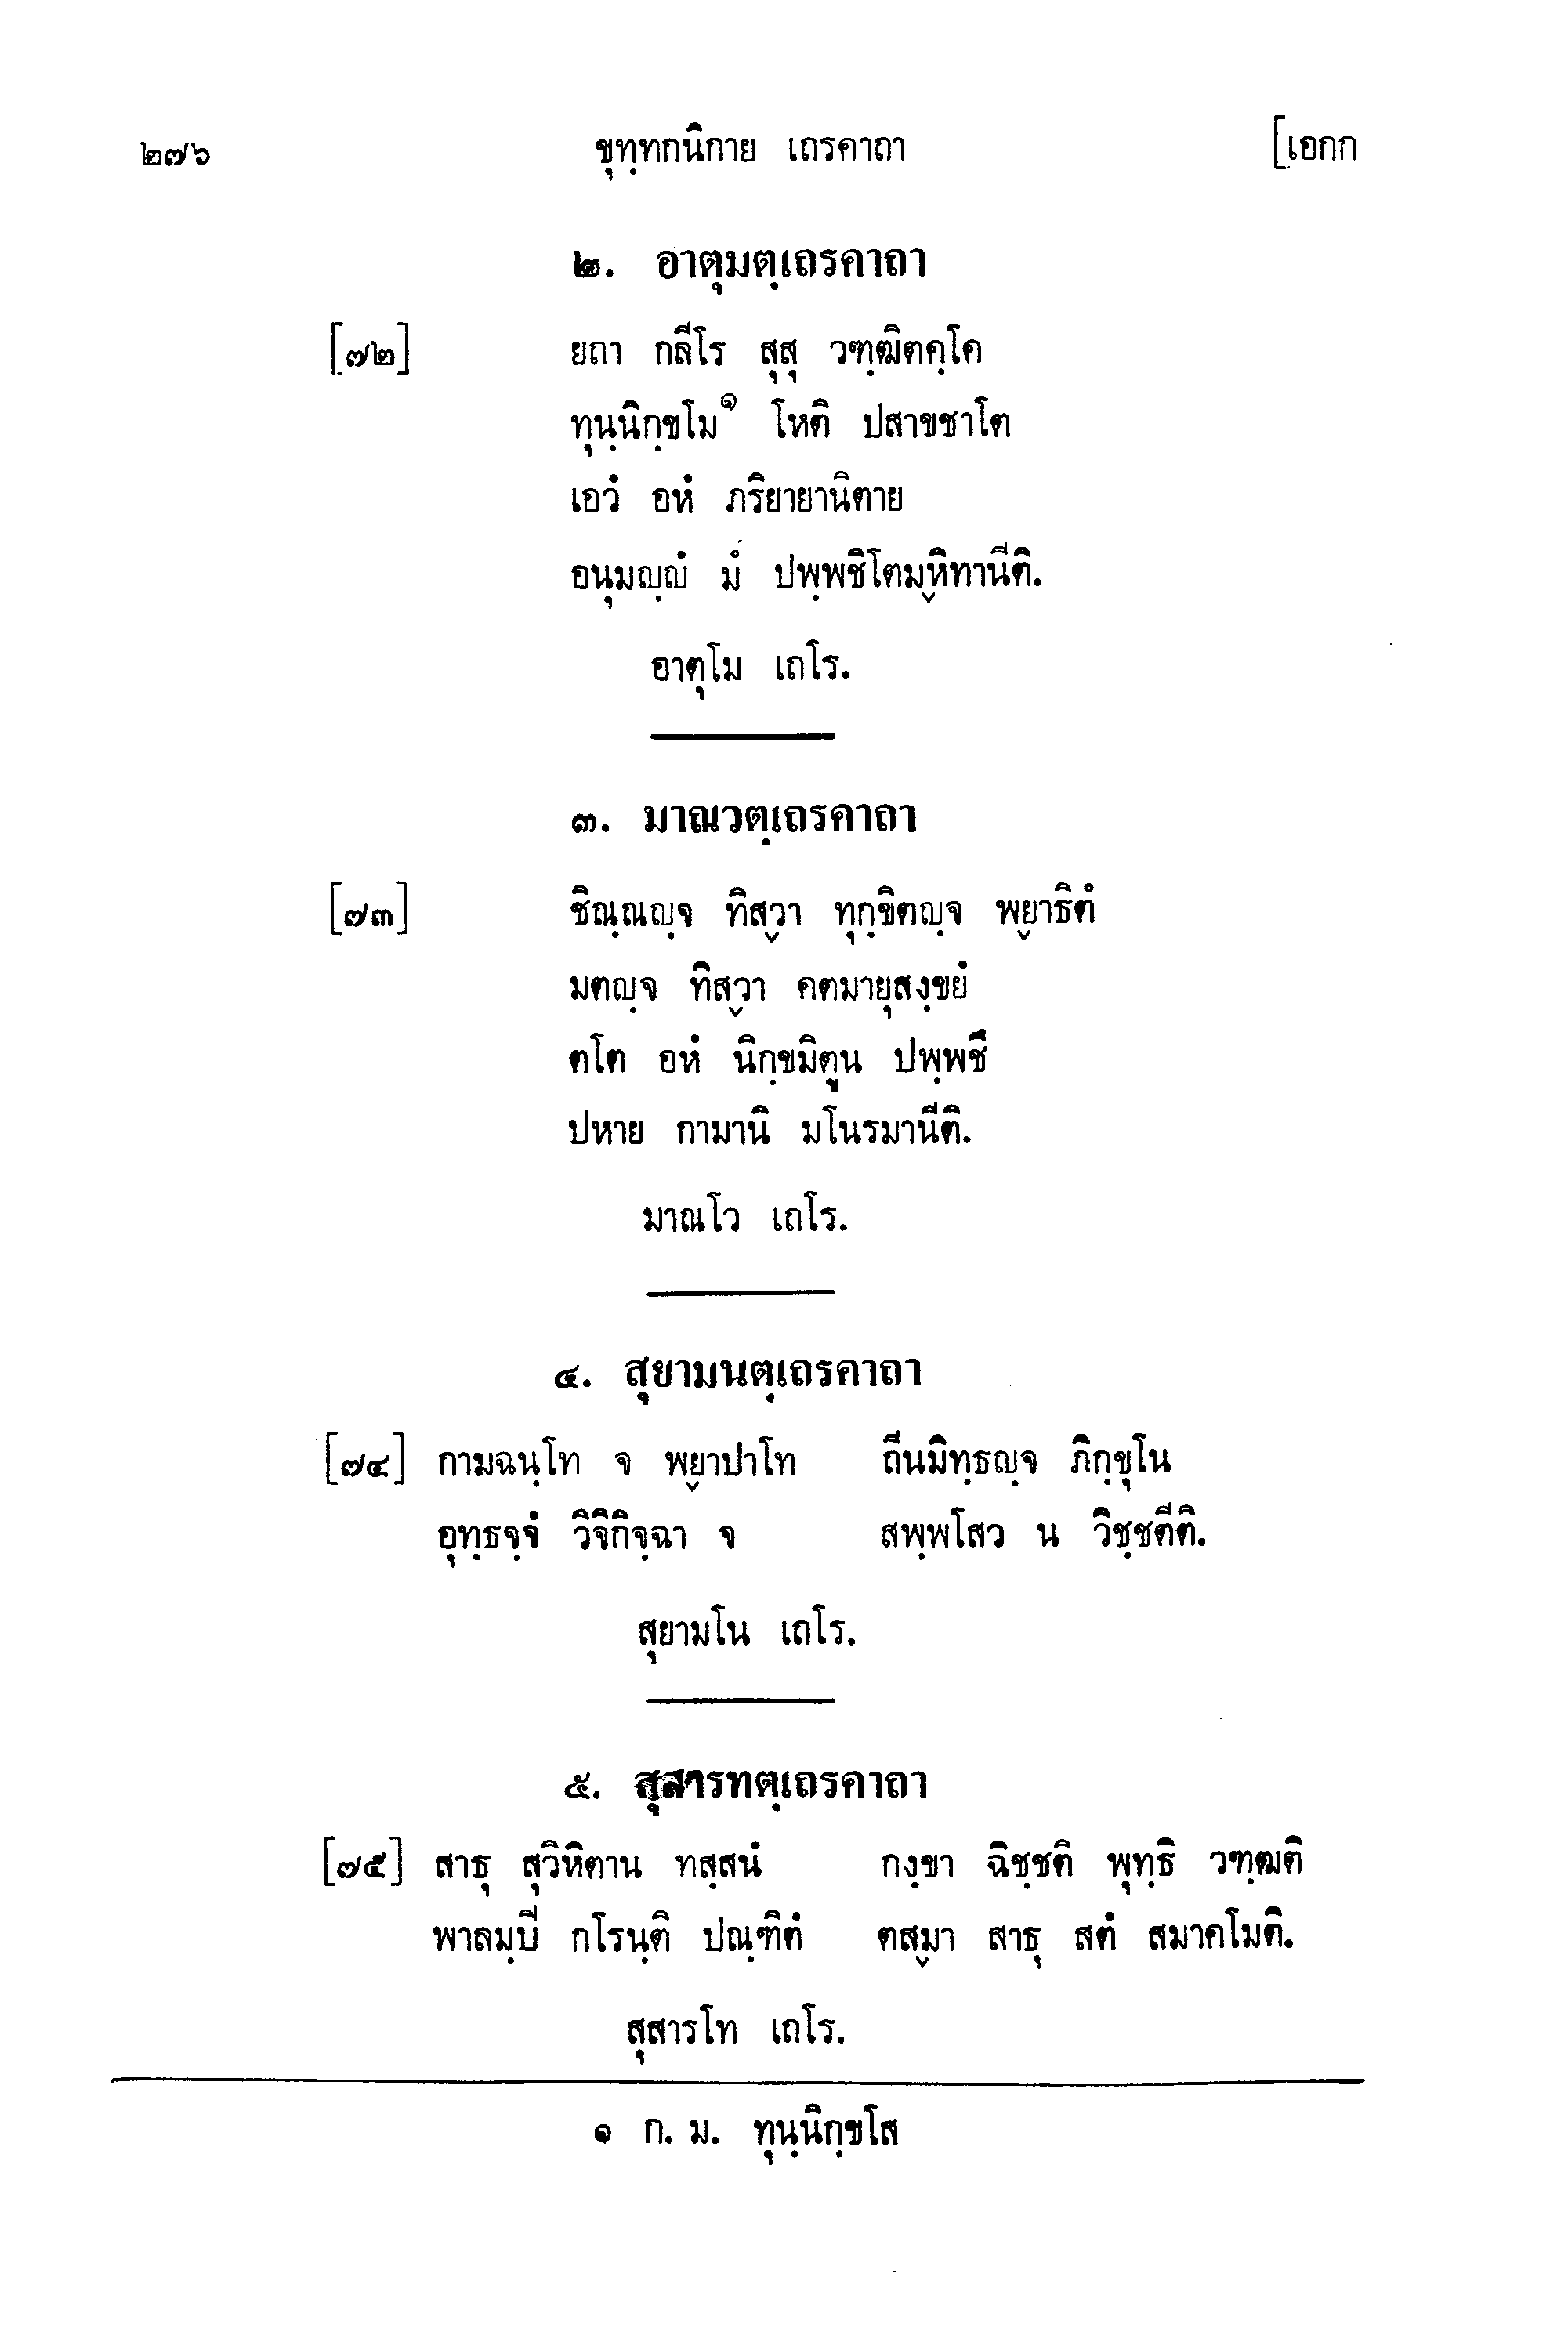 ๒๗๖ ขุทฺทกนิกาย เถรคาถา [เอกก
๒. อาตุมตฺเถรคาถา
[๗๒] ยถา กลีโร สุสุ วฑฺฒิตคฺโค
ทุนฺนิกฺขโม๑ โหติ ปสาขชาโต
เอวํ อหํ ภริยายานิตาย
อนุมญฺญํ มํ ปพฺพชิโตมฺหิทานีติ.
อาตุโม เถโร.
๓. มาณวตฺเถรคาถา
[๗๓] ชิณฺณญฺจ ทิสฺวา ทุกฺขิตญฺจ พฺยาธิตํ
มตญฺจ ทิสฺวา คตมายุสงฺขยํ
ตโต อหํ นิกฺขมิตูน ปพฺพชึ
ปหาย กามานิ มโนรมานีติ.
มาณโว เถโร.
๔. สุยามนตฺเถรคาถา
[๗๔] กามฉนฺโท จ พฺยาปาโท ถีนมิทฺธญฺจ ภิกฺขุโน
อุทฺธจฺจํ วิจิกิจฺฉา จ สพฺพโสว น วิชฺชตีติ.
สุยามโน เถโร.
๕. สุสารทตฺเถรคาถา
[๗๕] สาธุ สุวิหิตาน ทสฺสนํ กงฺขา ฉิชฺชติ พุทฺธิ วฑฺฒติ
พาลมฺปิ กโรนฺติ ปณฺฑิตํ ตสฺมา สาธุ สตํ สมาคโมติ.
สุสารโท เถโร.
๑ ก. ม. ทุนฺนิกฺขโส